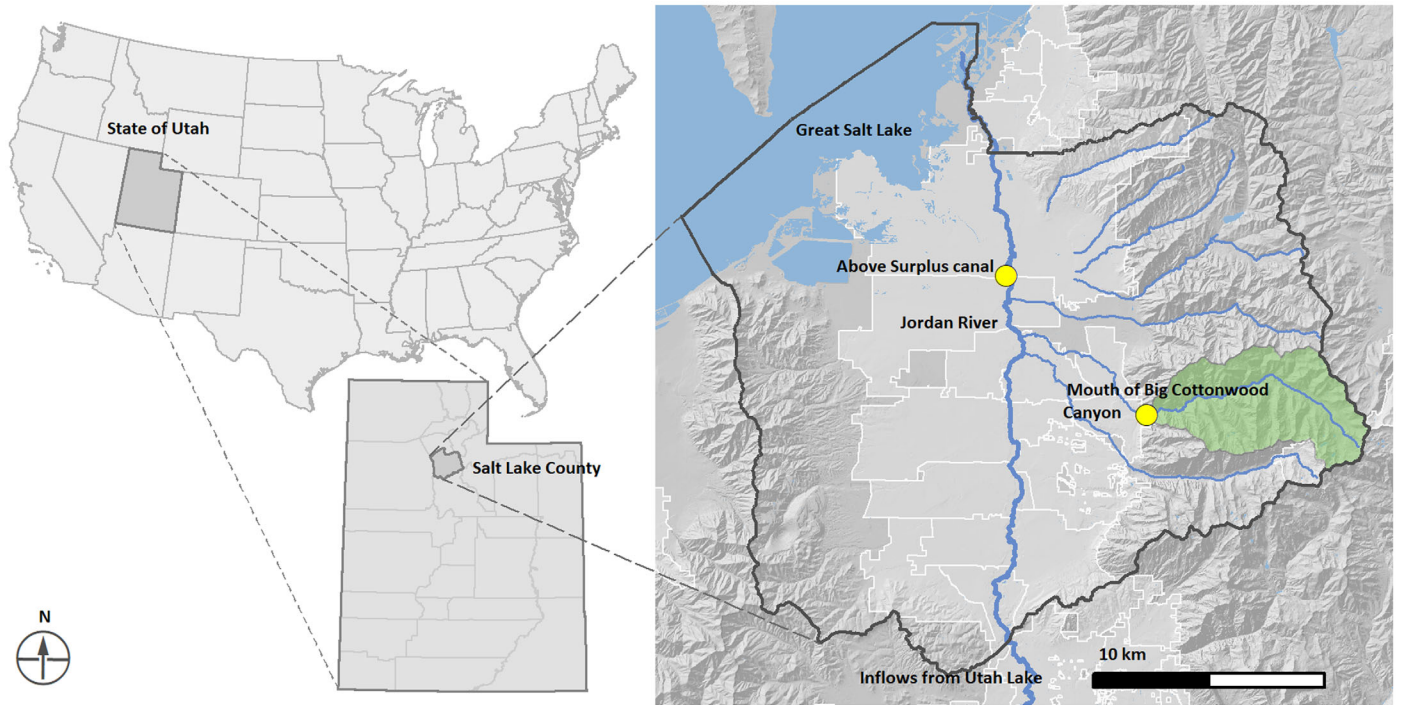 State of Utah
Great Salt Lake
Above Surplus canal
Jordan River
Mouth of Big Cottonwood
Canyon
Salt Lake County
N
10 km
Inflows from Utah Lake